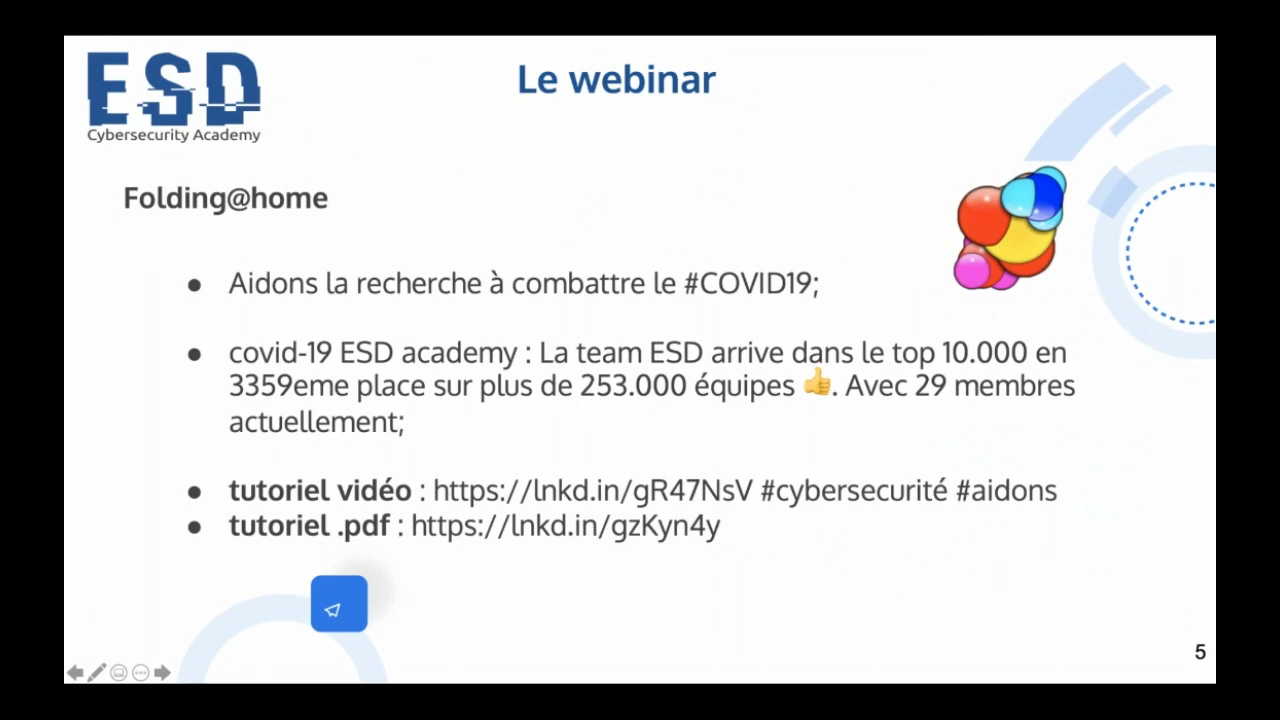 ESD
Cybersecurity Academy
Le webinar
Folding@home
● Aidons la recherche à combattre le #COVID19;
● covid-19 ESD academy : La team ESD arrive dans le top 10.000 en
3359eme place sur plus de 253.000 équipes 👍. Avec 29 membres
actuellement;
● tutoriel vidéo : https://lnkd.in/gR47NsV #cybersecurité #aidons
● tutoriel .pdf : https://lnkd.in/gzKyn4y
5